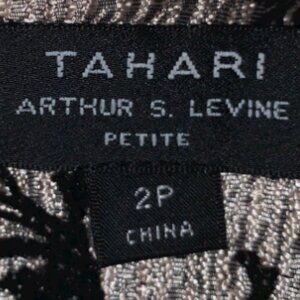 TAHARI
ARTHUR S. LEVINE
PETITE
2P
CHINA